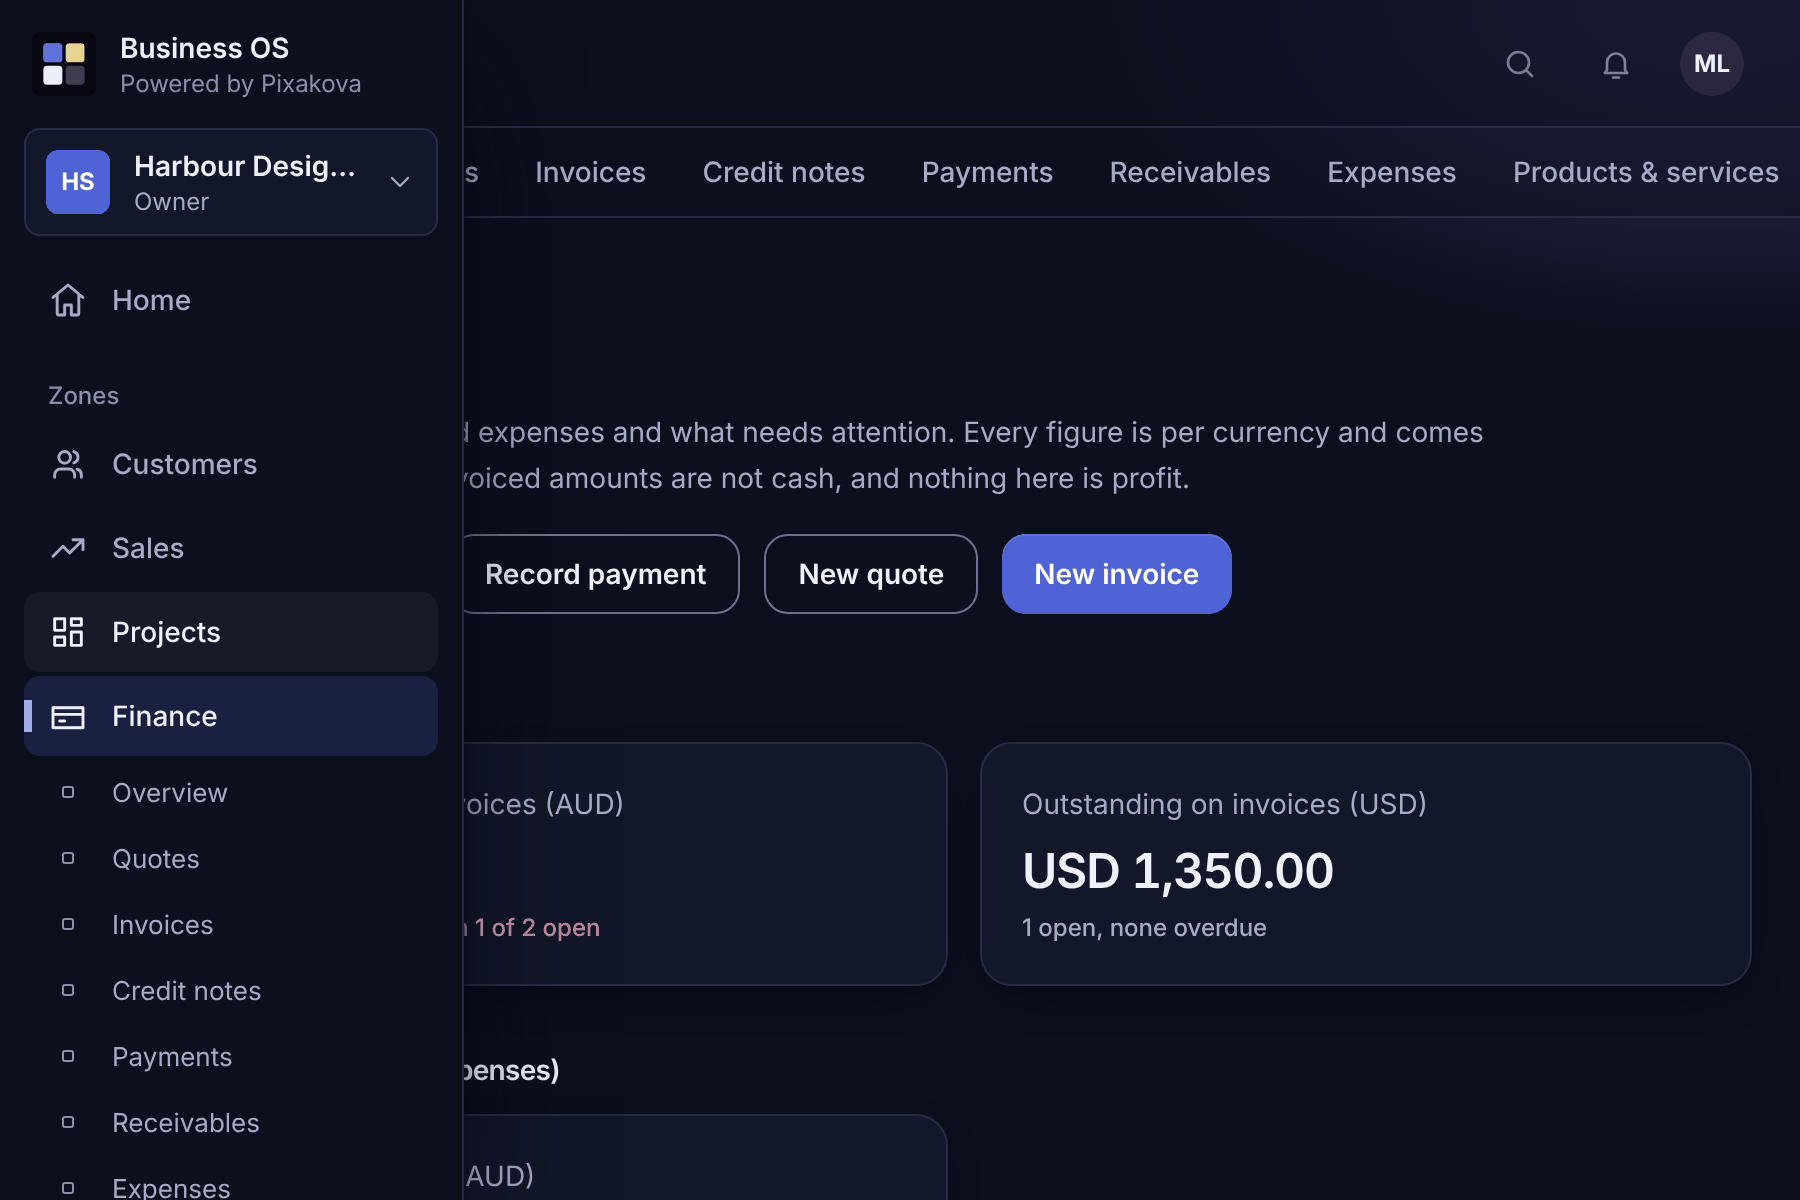 Business OS
Powered by Pixakova
ML
HS
Harbour Desig...
Owner
s
Invoices
Credit notes
Payments
Receivables
Expenses
Products & services
Home
Zones
Customers
Sales
Projects
Finance
Overview
Quotes
Invoices
Credit notes
Payments
Receivables
Expenses
expenses and what needs attention. Every figure is per currency and comes
voiced amounts are not cash, and nothing here is profit.
Record payment
New quote
New invoice
voices (AUD)
1 of 2 open
Outstanding on invoices (USD)
USD 1,350.00
1 open, none overdue
penses)
AUD)